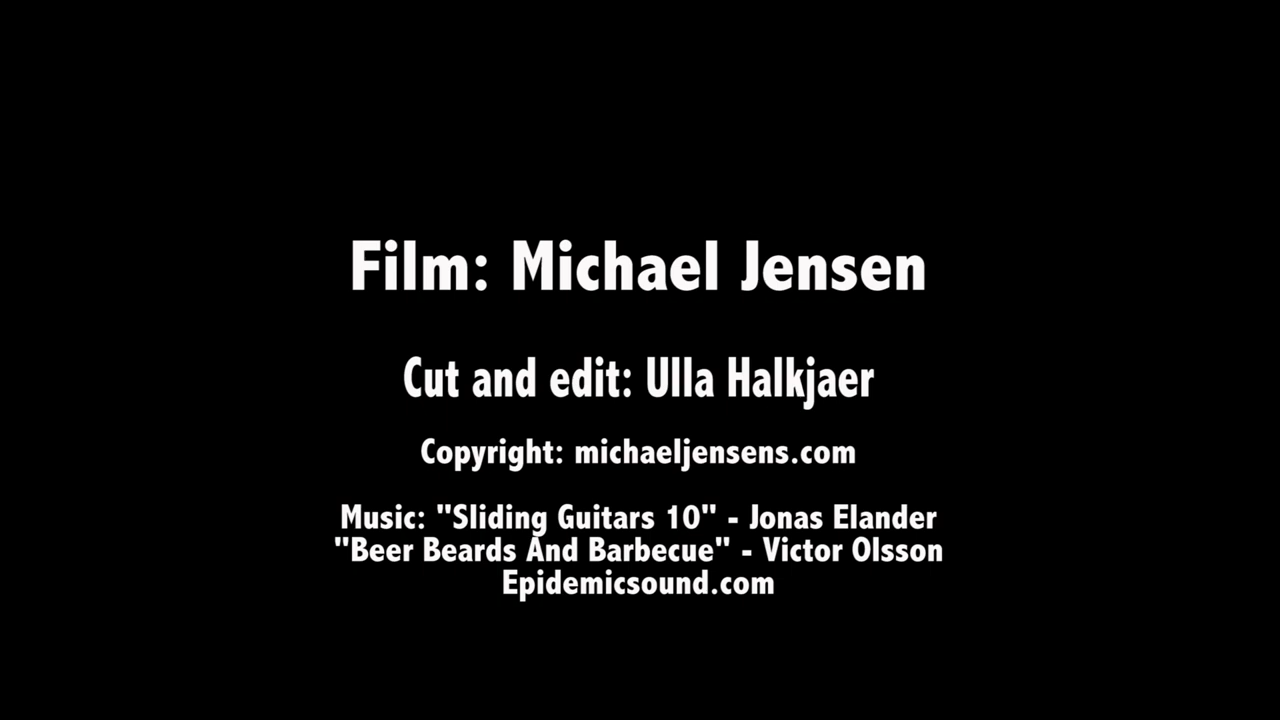 Film: Michael Jensen
Cut and edit: Ulla Halkjaer
Copyright: michaeljensens.com
Music: "Sliding Guitars 10" - Jonas Elander
"Beer Beards And Barbecue" - Victor Olsson
Epidemicsound.com